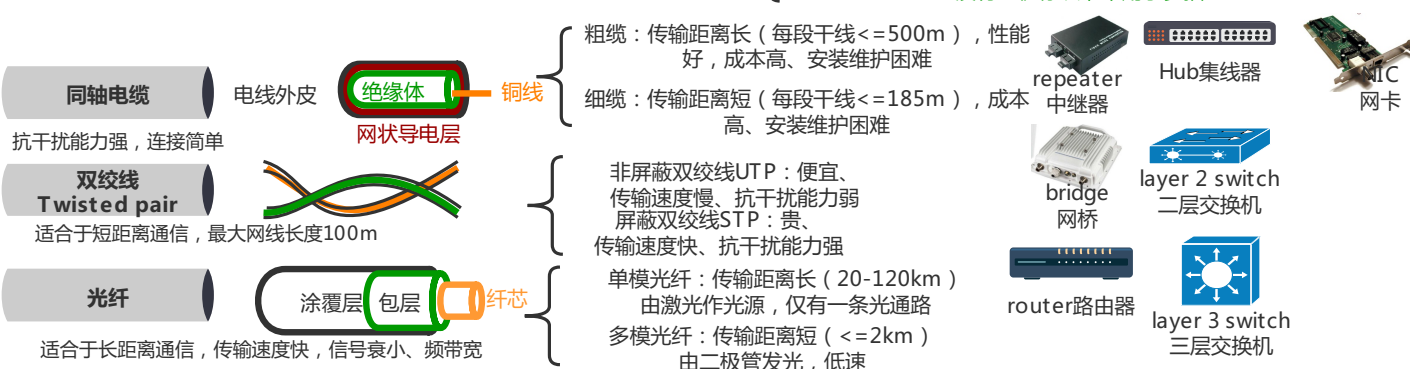 同轴电缆
抗干扰能力强，连接简单
电线外皮
绝缘体
铜线
网状导电层
粗缆：传输距离长（每段干线<=500m），性能
好，成本高、安装维护困难
细缆：传输距离短（每段干线<=185m），成本
高、安装维护困难
双绞线
Twisted pair
适合于短距离通信，最大网线长度100m
非屏蔽双绞线UTP：便宜、
传输速度慢、抗干扰能力弱
屏蔽双绞线STP：贵、
传输速度快、抗干扰能力强
光纤
涂覆层
包层
纤芯
适合于长距离通信，传输速度快，信号衰小、频带宽
单模光纤：传输距离长（20-120km）
由激光作光源，仅有一条光通路
多模光纤：传输距离短（<=2km）
由二极管发光，低速
repeater
中继器
Hub集线器
NIC
网卡
bridge
网桥
layer 2 switch
二层交换机
router路由器
layer 3 switch
三层交换机